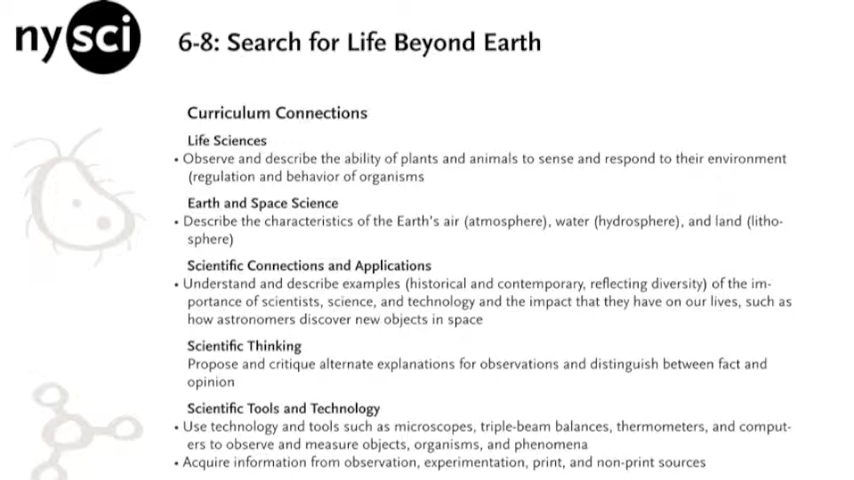 nysci
6-8: Search for Life Beyond Earth
Curriculum Connections
Life Sciences
• Observe and describe the ability of plants and animals to sense and respond to their environment
(regulation and behavior of organisms
Earth and Space Science
• Describe the characteristics of the Earth's air (atmosphere), water (hydrosphere), and land (litho-
sphere)
Scientific Connections and Applications
• Understand and describe examples (historical and contemporary, reflecting diversity) of the im-
portance of scientists, science, and technology and the impact that they have on our lives, such as
how astronomers discover new objects in space
Scientific Thinking
Propose and critique alternate explanations for observations and distinguish between fact and
opinion
Scientific Tools and Technology
• Use technology and tools such as microscopes, triple-beam balances, thermometers, and comput-
ers to observe and measure objects, organisms, and phenomena
• Acquire information from observation, experimentation, print, and non-print sources